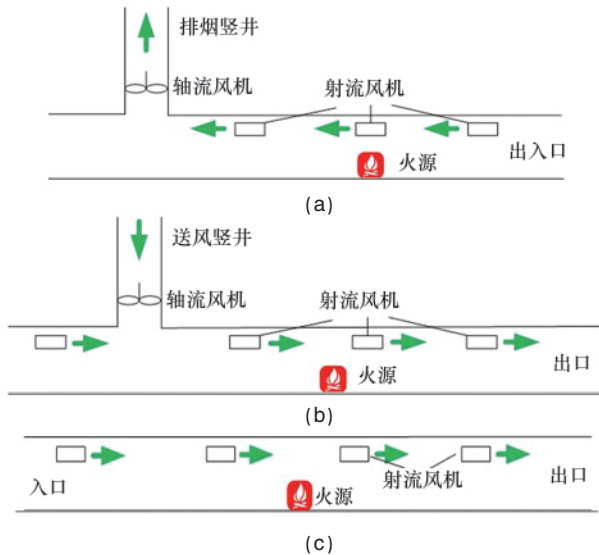 排烟竖井
轴流风机
射流风机
出入口
火源
(a)
送风竖井
轴流风机
射流风机
出口
火源
(b)
入口
火源
射流风机
出口
(c)